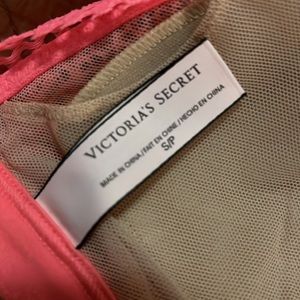 VICTORIA'S SECRET
MADE IN CHINA / FAIT EN CHINE / HECHO EN CHINA
S/P